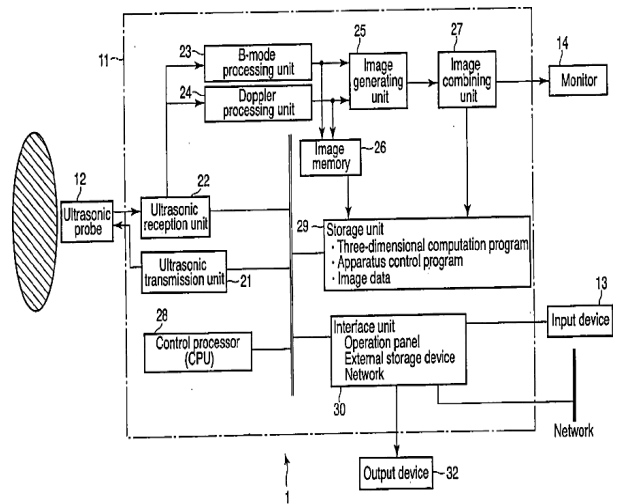 11
23
B-mode
processing unit
24
Doppler
processing unit
25
Image
generating
unit
27
Image
combining
unit
14
Monitor
Image
memory
26
12
Ultrasonic
probe
22
Ultrasonic
reception unit
Ultrasonic
transmission unit
21
29
Storage unit
· Three-dimensional computation program
· Apparatus control program
· Image data
28
Control processor
(CPU)
Interface unit
Operation panel
External storage device
Network
30
13
Input device
Network
Output device
32
1